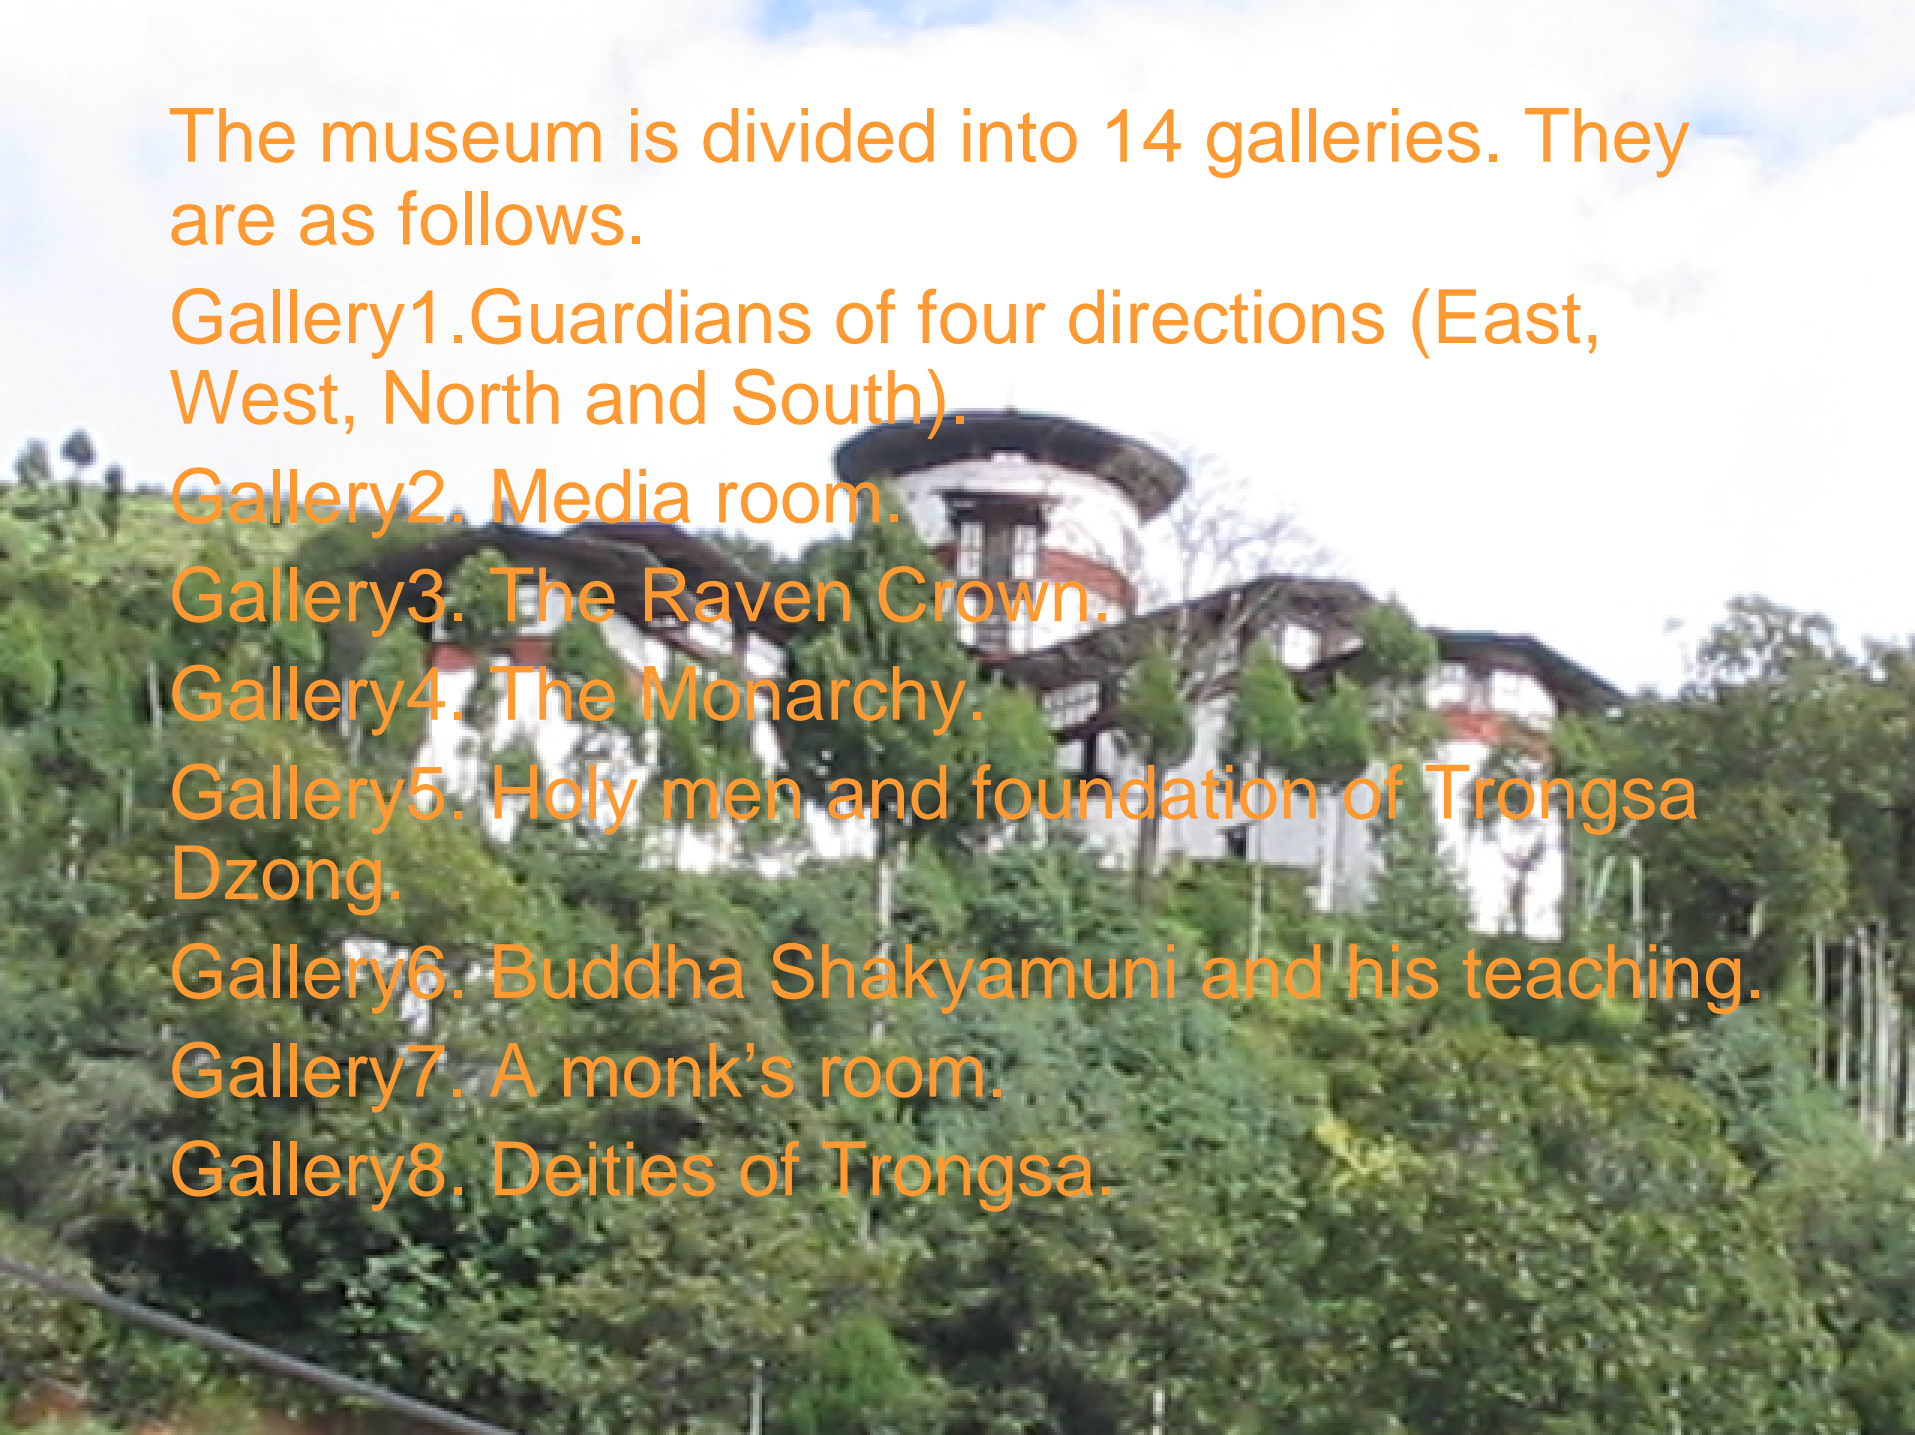 The museum is divided into 14 galleries. They
are as follows.
Gallery1.Guardians of four directions (East,
West, North and South).
Gallery2. Media room.
Gallery3. The Raven Crown.
Gallery4. The Monarchy.
Gallery5. Holy men and foundation of Trongsa
Dzong.
Gallery6. Buddha Shakyamuni and his teaching.
Gallery7. A monk’s room.
Gallery8. Deities of Trongsa.